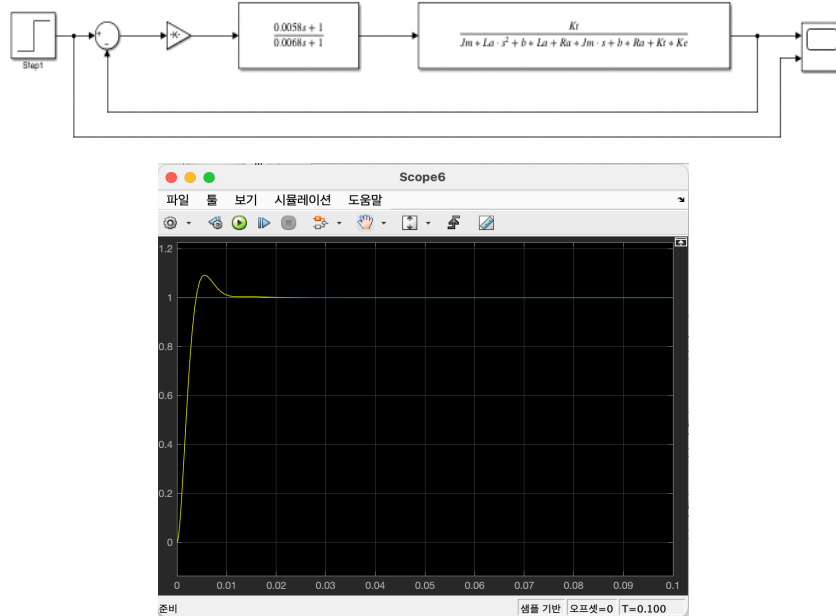 Step1
+
−
-K-
0.0058s + 1
0.0068s + 1
Kt
Jm * La · s² + b * La + Ra * Jm · s + b * Ra + Kt * Ke
Scope6
파일 툴 보기 시뮬레이션 도움말
1.2
1
0.8
0.6
0.4
0.2
0
0 0.01 0.02 0.03 0.04 0.05 0.06 0.07 0.08 0.09 0.1
준비 샘플 기반 오프셋=0 T=0.100